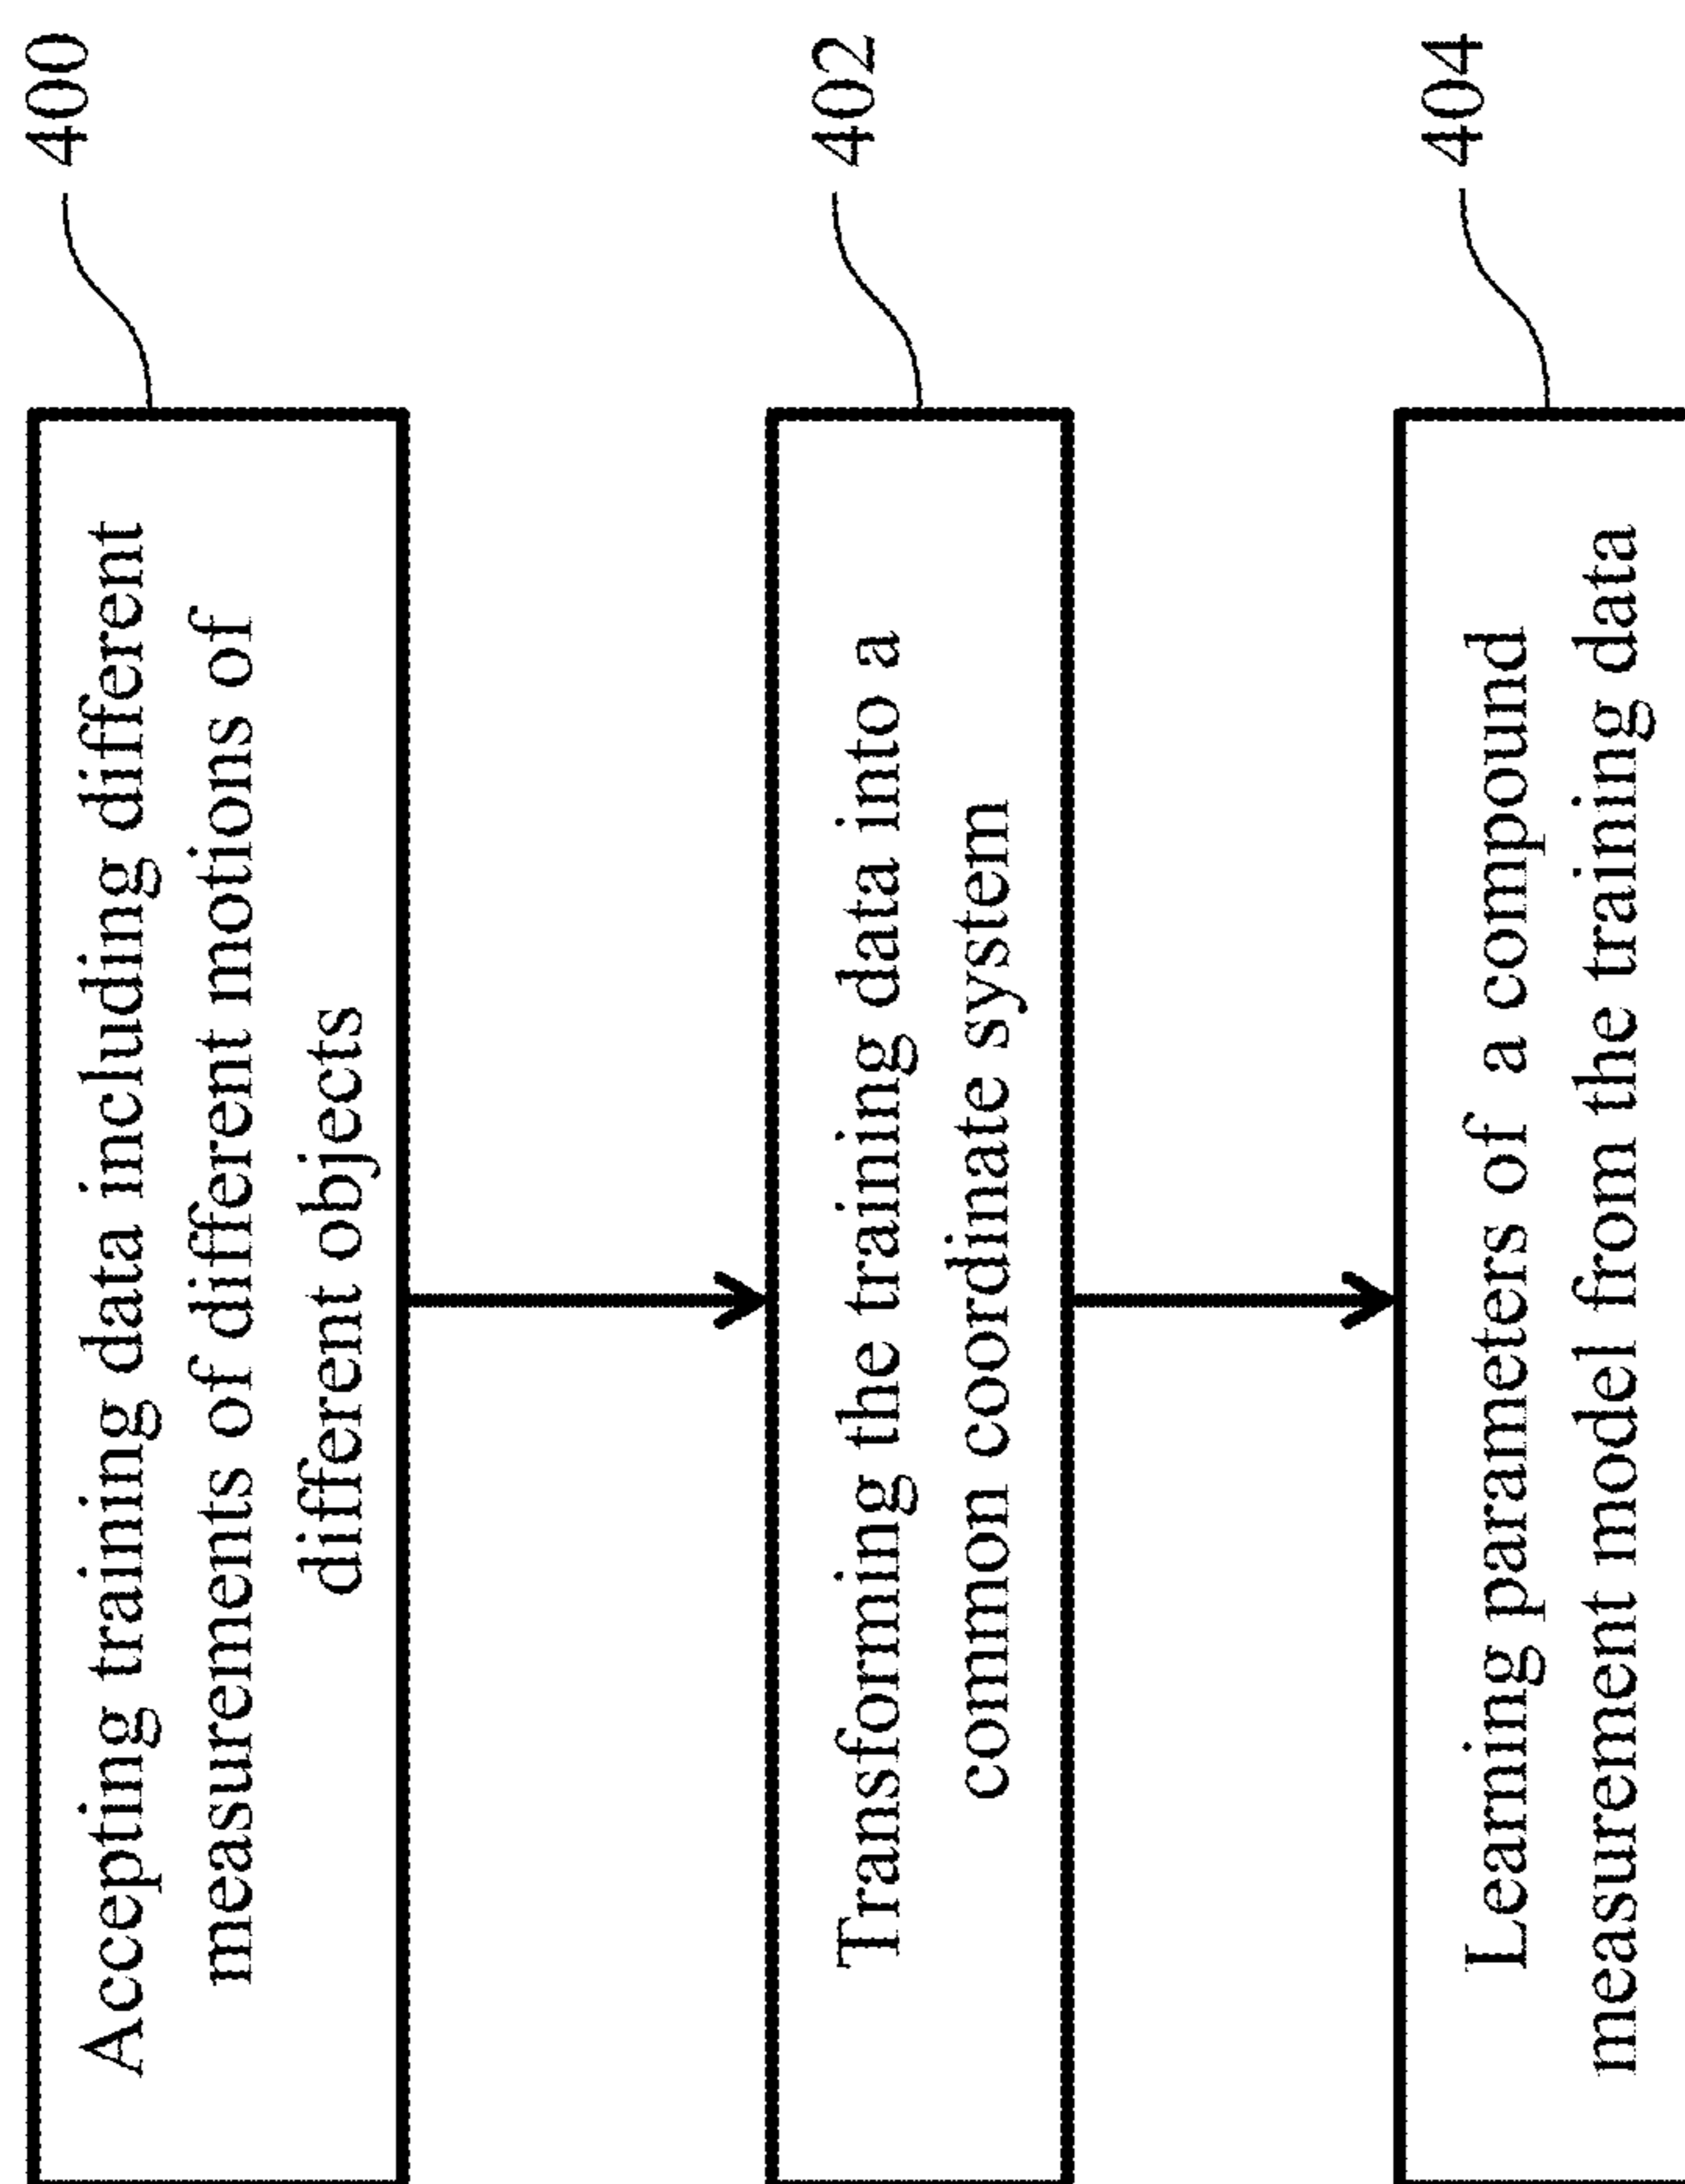 Accepting training data including different
measurements of different motions of
different objects
400
Transforming the training data into a
common coordinate system
402
Learning parameters of a compound
measurement model from the training data
404